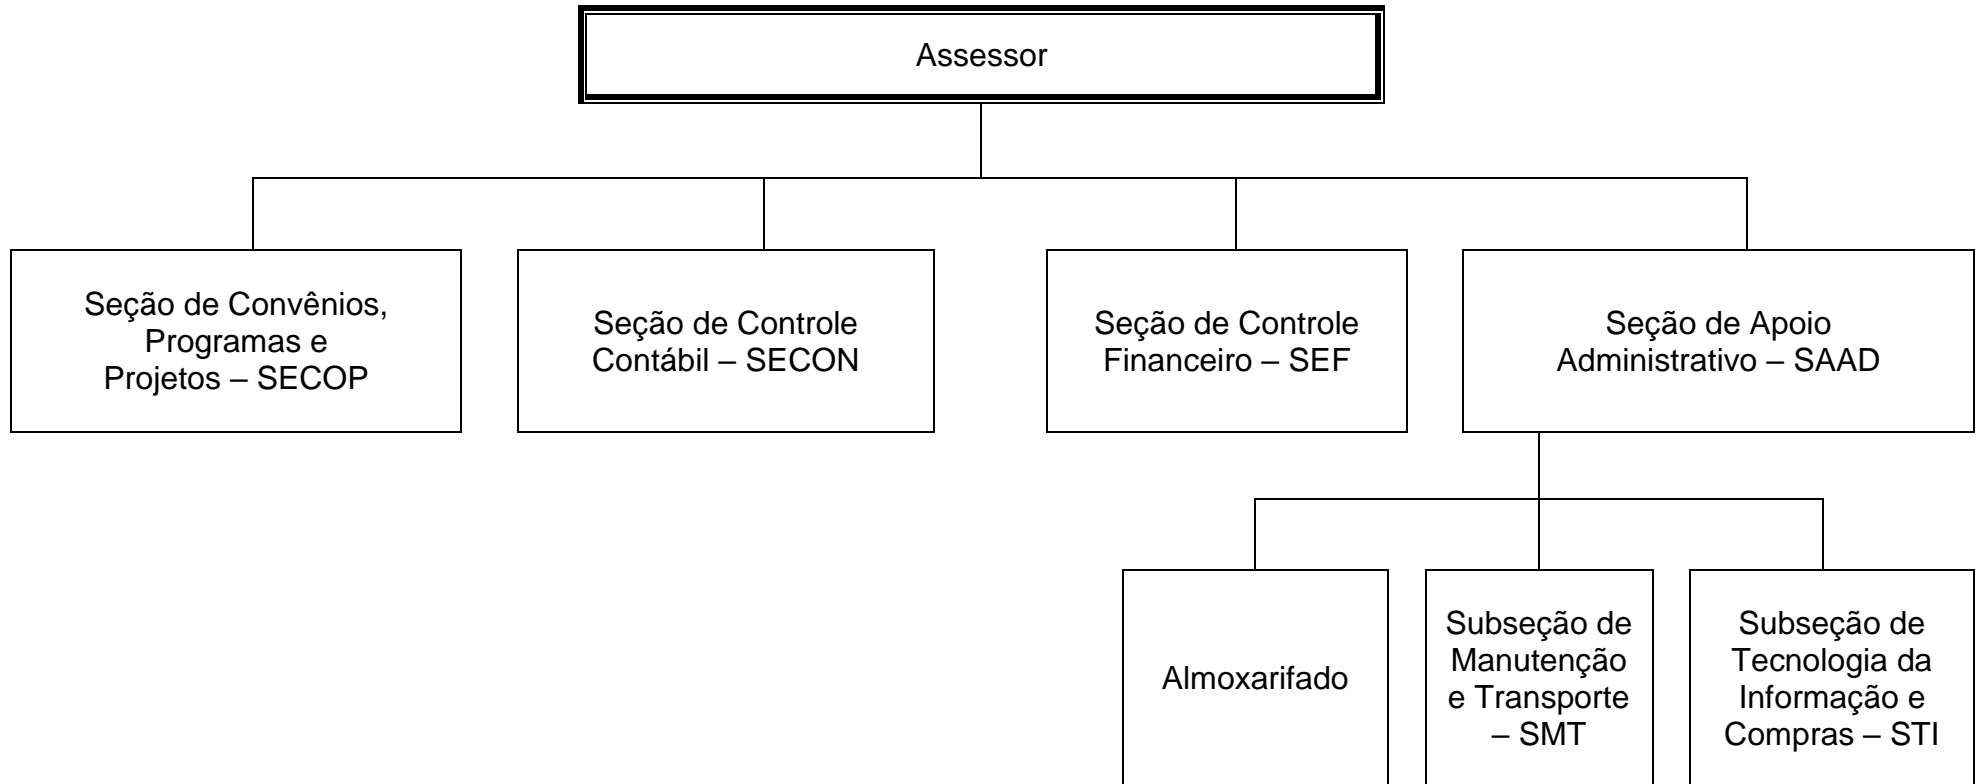 Assessor
Seção de Convênios,
Programas e
Projetos – SECOP
Seção de Controle
Contábil – SECON
Seção de Controle
Financeiro – SEF
Seção de Apoio
Administrativo – SAAD
Almoxarifado
Subseção de
Manutenção
e Transporte
– SMT
Subseção de
Tecnologia da
Informação e
Compras – STI